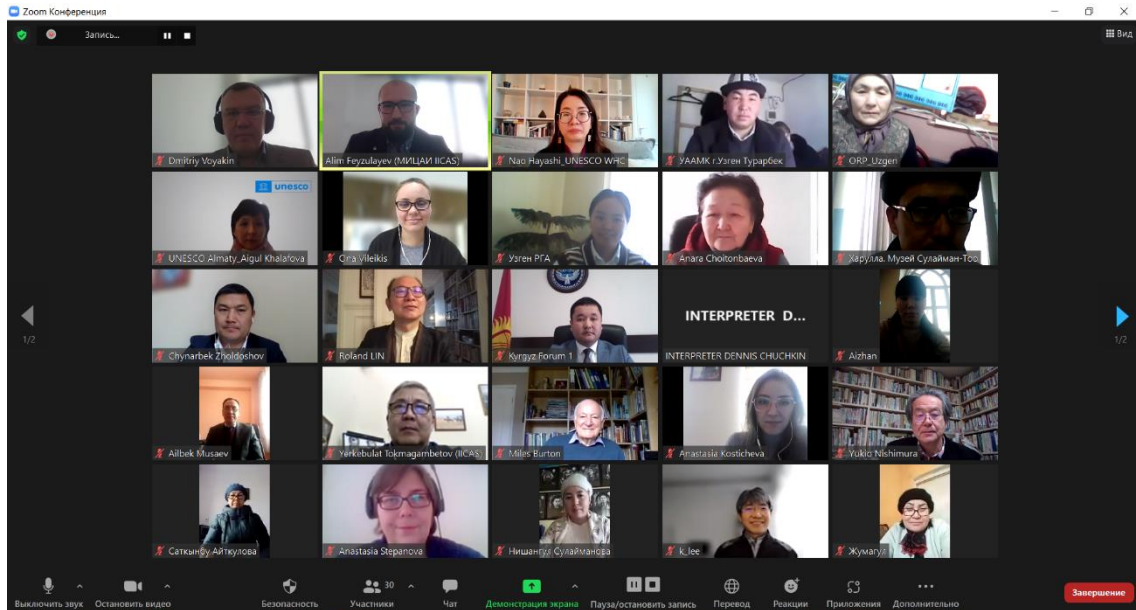 Zoom Конференция
Запись...
Вид
Dmitriy Voyakin
Alim Feyzulayev (МИЦАИ IICAS)
Nao Hayashi_UNESCO WHC
УААМК г.Узген Турарбек
ORP_Uzgen
unesco
UNESCO Almaty_Aigul Khalafova
Ona Vileikis
Узген РГА
Anara Choitonbaeva
Харулла. Музей Сулайман-Тоо
Chynarbek Zholdoshov
Roland LIN
Kyrgyz Forum 1
INTERPRETER D...
INTERPRETER DENNIS CHUCHKIN
Aizhan
1/2
1/2
Ailbek Musaev
Yerkebulat Tokmagambetov (IICAS)
Miles Burton
Anastasia Kosticheva
Yukio Nishimura
Саткынбү Айткулова
Anastasia Stepanova
Нишангул Сулайманова
k_lee
Жумагул
30
Выключить звук
Остановить видео
Безопасность
Участники
Чат
Демонстрация экрана
Пауза/остановить запись
Перевод
Реакции
Приложения
Дополнительно
Завершение